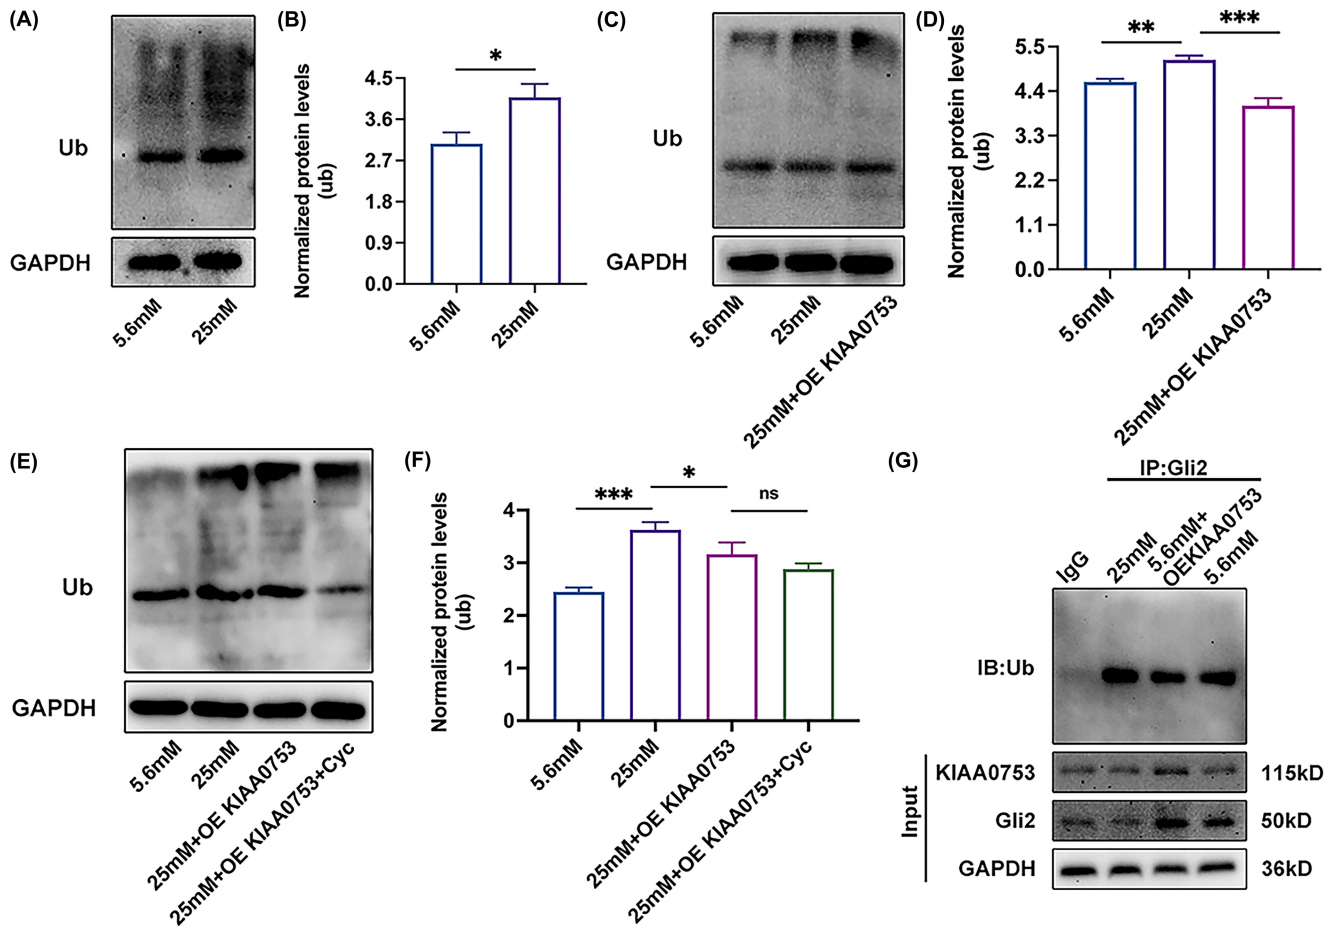 (A)
Ub
GAPDH
5.6mM
25mM
(B)
Normalized protein levels
(ub)
4.5
3.6
2.7
1.8
0.9
0.0
*
5.6mM
25mM
(C)
Ub
GAPDH
5.6mM
25mM
25mM+OE KIAA0753
(D)
Normalized protein levels
(ub)
5.5
4.4
3.3
2.2
1.1
0.0
**
***
5.6mM
25mM
25mM+OE KIAA0753
(E)
Ub
GAPDH
5.6mM
25mM
25mM+OE KIAA0753
25mM+OE KIAA0753+Cyc
(F)
Normalized protein levels
(ub)
4
3
2
1
0
***
*
ns
5.6mM
25mM
25mM+OE KIAA0753
25mM+OE KIAA0753+Cyc
(G)
IP:Gli2
IgG
25mM
5.6mM+
OEKIAA0753
5.6mM
IB:Ub
Input
KIAA0753
115kD
Gli2
50kD
GAPDH
36kD